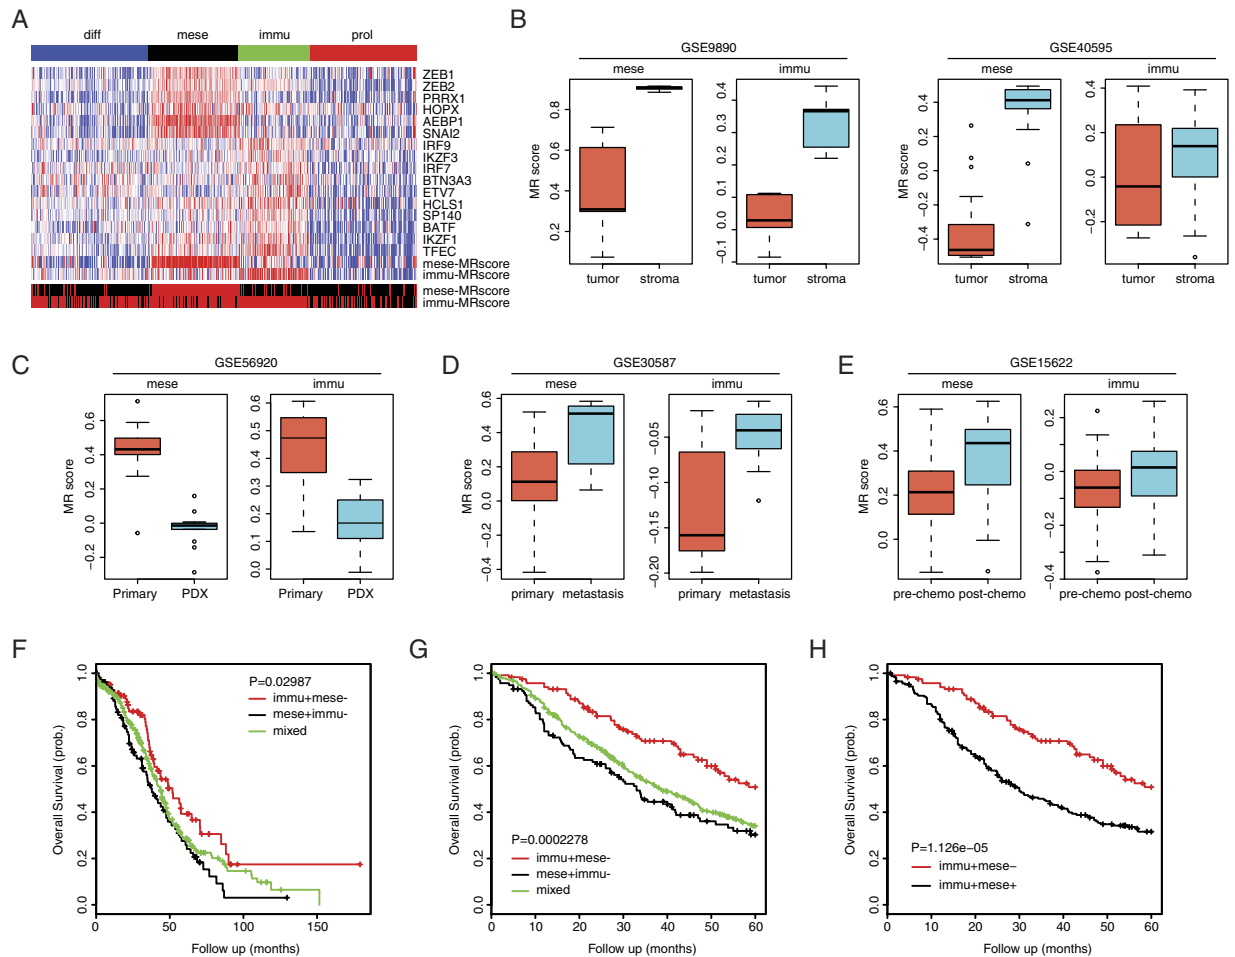 A
diff mese immu prol
ZEB1
ZEB2
PRRX1
HOPX
AEBP1
SNAI2
IRF9
IKZF3
IRF7
BTN3A3
ETV7
HCLS1
SP140
BATF
IKZF1
TFEC
mese-MRscore
immu-MRscore
mese-MRscore
immu-MRscore
B
GSE9890
mese immu
MR score
0.8
0.6
0.4
0.2
tumor stroma
0.4
0.3
0.2
0.1
0.0
−0.1
tumor stroma
GSE40595
mese immu
MR score
0.4
0.2
0.0
−0.2
−0.4
tumor stroma
0.4
0.2
0.0
−0.2
tumor stroma
C
GSE56920
mese immu
MR score
0.6
0.4
0.2
0.0
−0.2
Primary PDX
0.6
0.5
0.4
0.3
0.2
0.1
0.0
Primary PDX
D
GSE30587
mese immu
MR score
0.6
0.4
0.2
0.0
−0.2
−0.4
primary metastasis
−0.05
−0.10
−0.15
−0.20
primary metastasis
E
GSE15622
mese immu
MR score
0.6
0.4
0.2
0.0
pre-chemo post-chemo
0.2
0.0
−0.2
−0.4
pre-chemo post-chemo
F
Overall Survival (prob.)
1.0
0.8
0.6
0.4
0.2
0.0
P=0.02987
immu+mese-
mese+immu-
mixed
0 50 100 150
Follow up (months)
G
Overall Survival (prob.)
1.0
0.8
0.6
0.4
0.2
0.0
P=0.0002278
immu+mese-
mese+immu-
mixed
0 10 20 30 40 50 60
Follow up (months)
H
Overall Survival (prob.)
1.0
0.8
0.6
0.4
0.2
0.0
P=1.126e−05
immu+mese−
immu+mese+
0 10 20 30 40 50 60
Follow up (months)